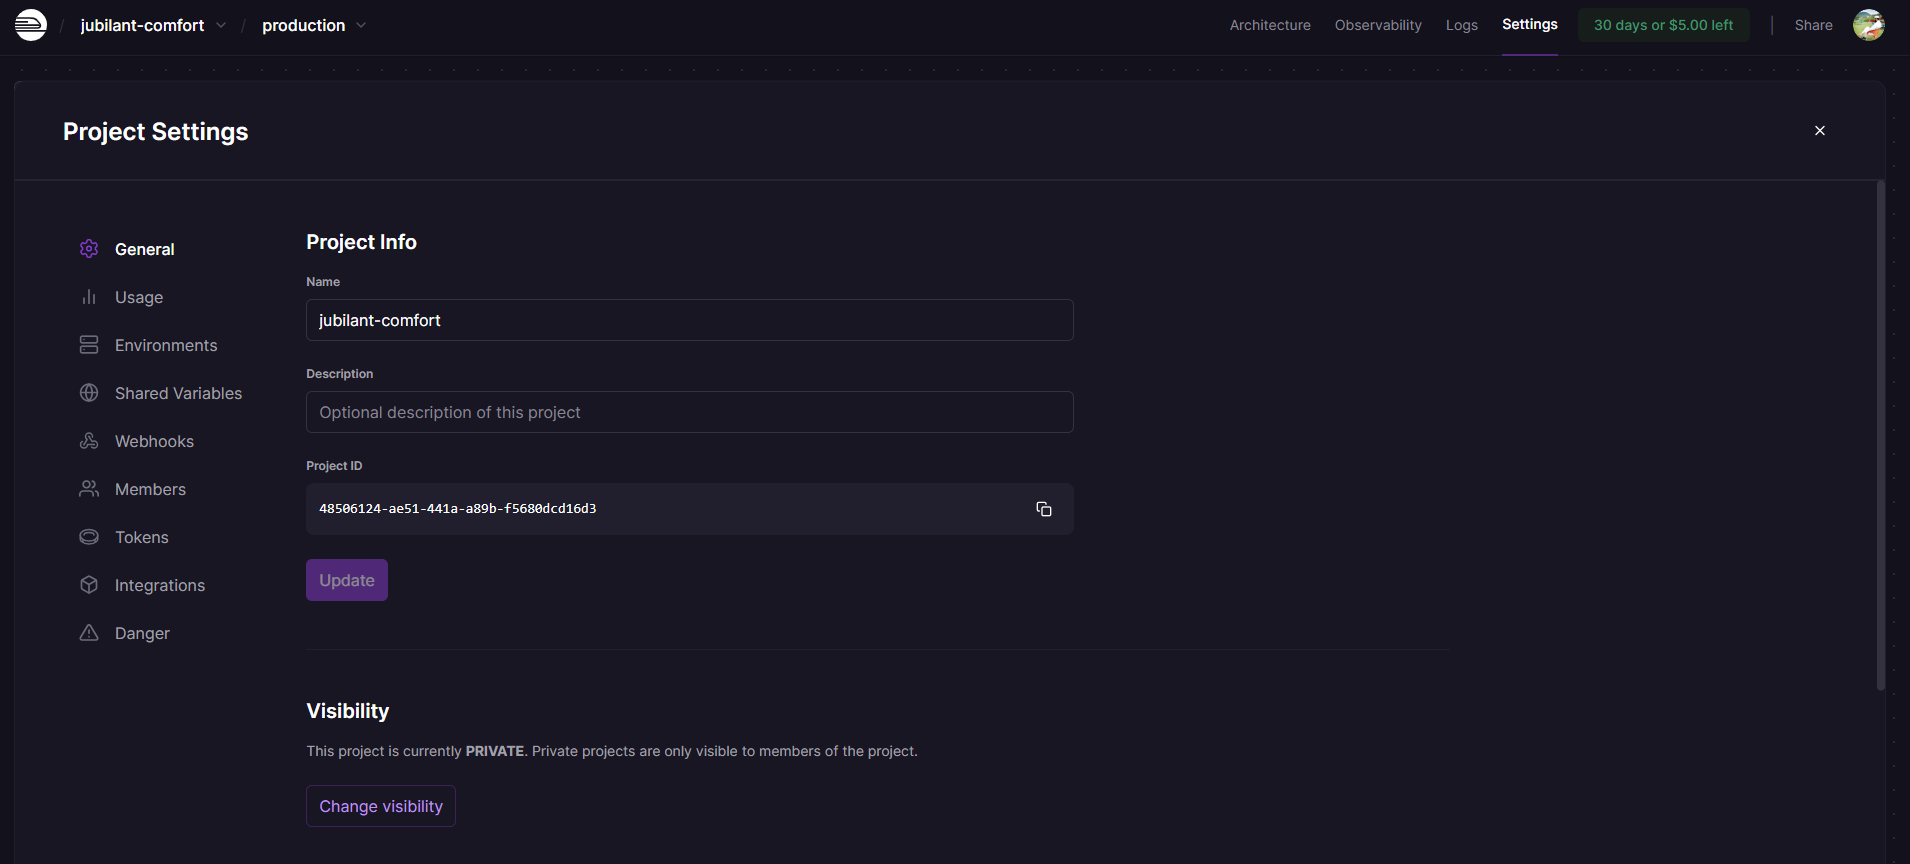 / jubilant-comfort / production
Architecture Observability Logs Settings 30 days or $5.00 left | Share
Project Settings
General
Usage
Environments
Shared Variables
Webhooks
Members
Tokens
Integrations
Danger
Project Info
Name
jubilant-comfort
Description
Optional description of this project
Project ID
48506124-ae51-441a-a89b-f5680dcd16d3
Update
Visibility
This project is currently PRIVATE. Private projects are only visible to members of the project.
Change visibility